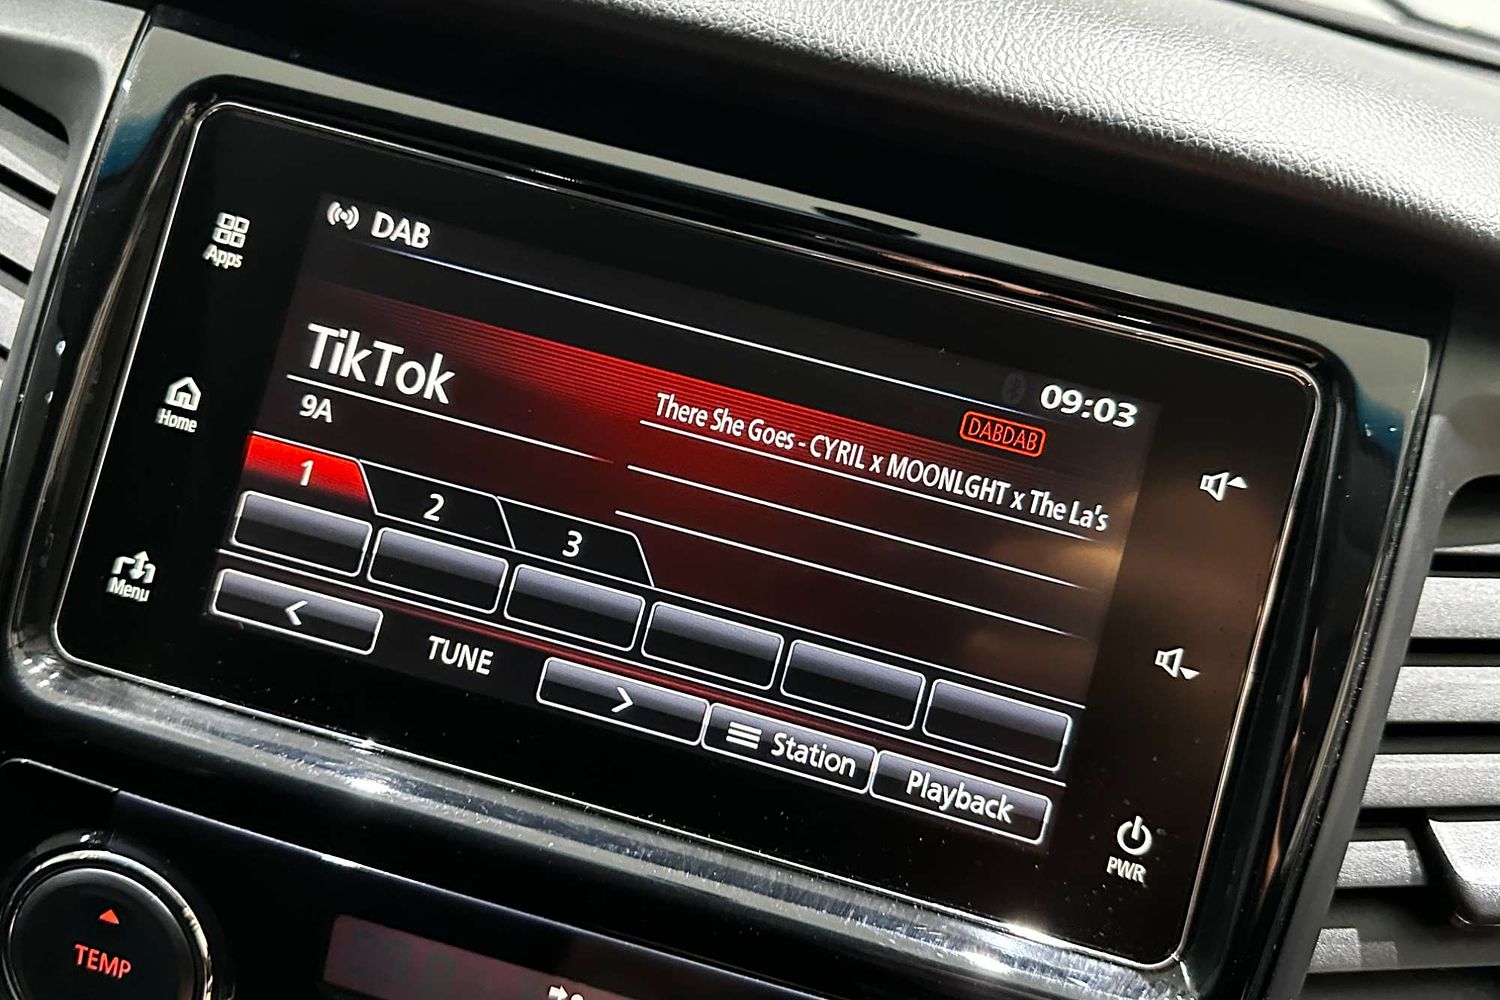 DAB
Apps
TikTok
09:03
DABDAB
9A
There She Goes - CYRIL x MOONLGHT x The La's
Home
1
2
3
Menu
TUNE
Station
Playback
PWR
TEMP